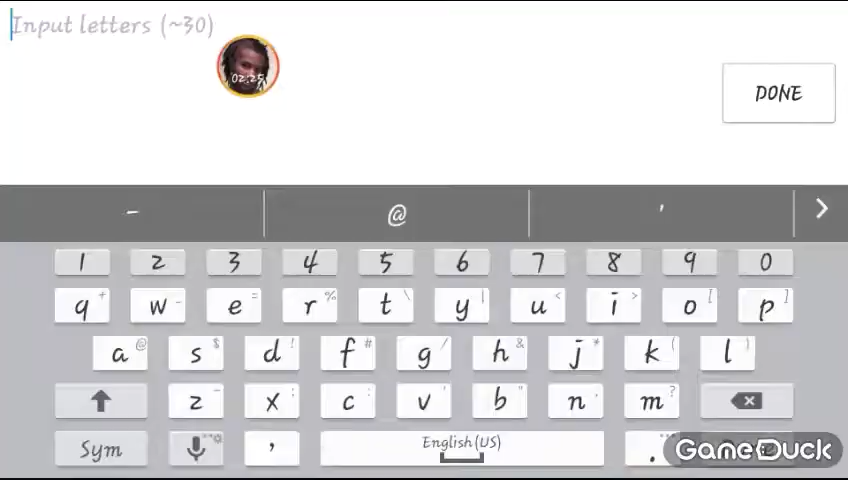 Input letters (~30)
02:25
DONE
- @ '
1 2 3 4 5 6 7 8 9 0
q + w - e = r % t \ y | u < i > o [ p ]
a @ s $ d ! f # g / h & j * k ( l )
z - x : c ; v ' b " n , m ?
Sym , English(US) .
GameDuck